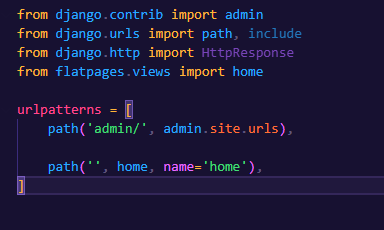 from django.contrib import admin
from django.urls import path, include
from django.http import HttpResponse
from flatpages.views import home
urlpatterns = [
path('admin/', admin.site.urls),
path('', home, name='home'),
]